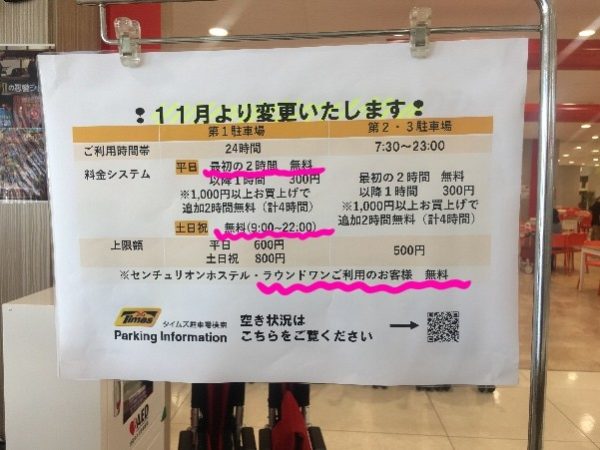 ！11月より変更いたします！
第1駐車場 第2・3駐車場
ご利用時間帯 24時間 7:30～23:00
料金システム
平日 最初の2時間 無料
以降1時間 300円
※1,000円以上お買上げで
追加2時間無料（計4時間）
土日祝 無料(9:00~22:00)
最初の2時間 無料
以降1時間 300円
※1,000円以上お買上げで
追加2時間無料（計4時間）
上限額
平日 600円
土日祝 800円
500円
※センチュリオンホステル・ラウンドワンご利用のお客様 無料
Times タイムズ駐車場検索
Parking Information
空き状況は
こちらをご覧ください
AED